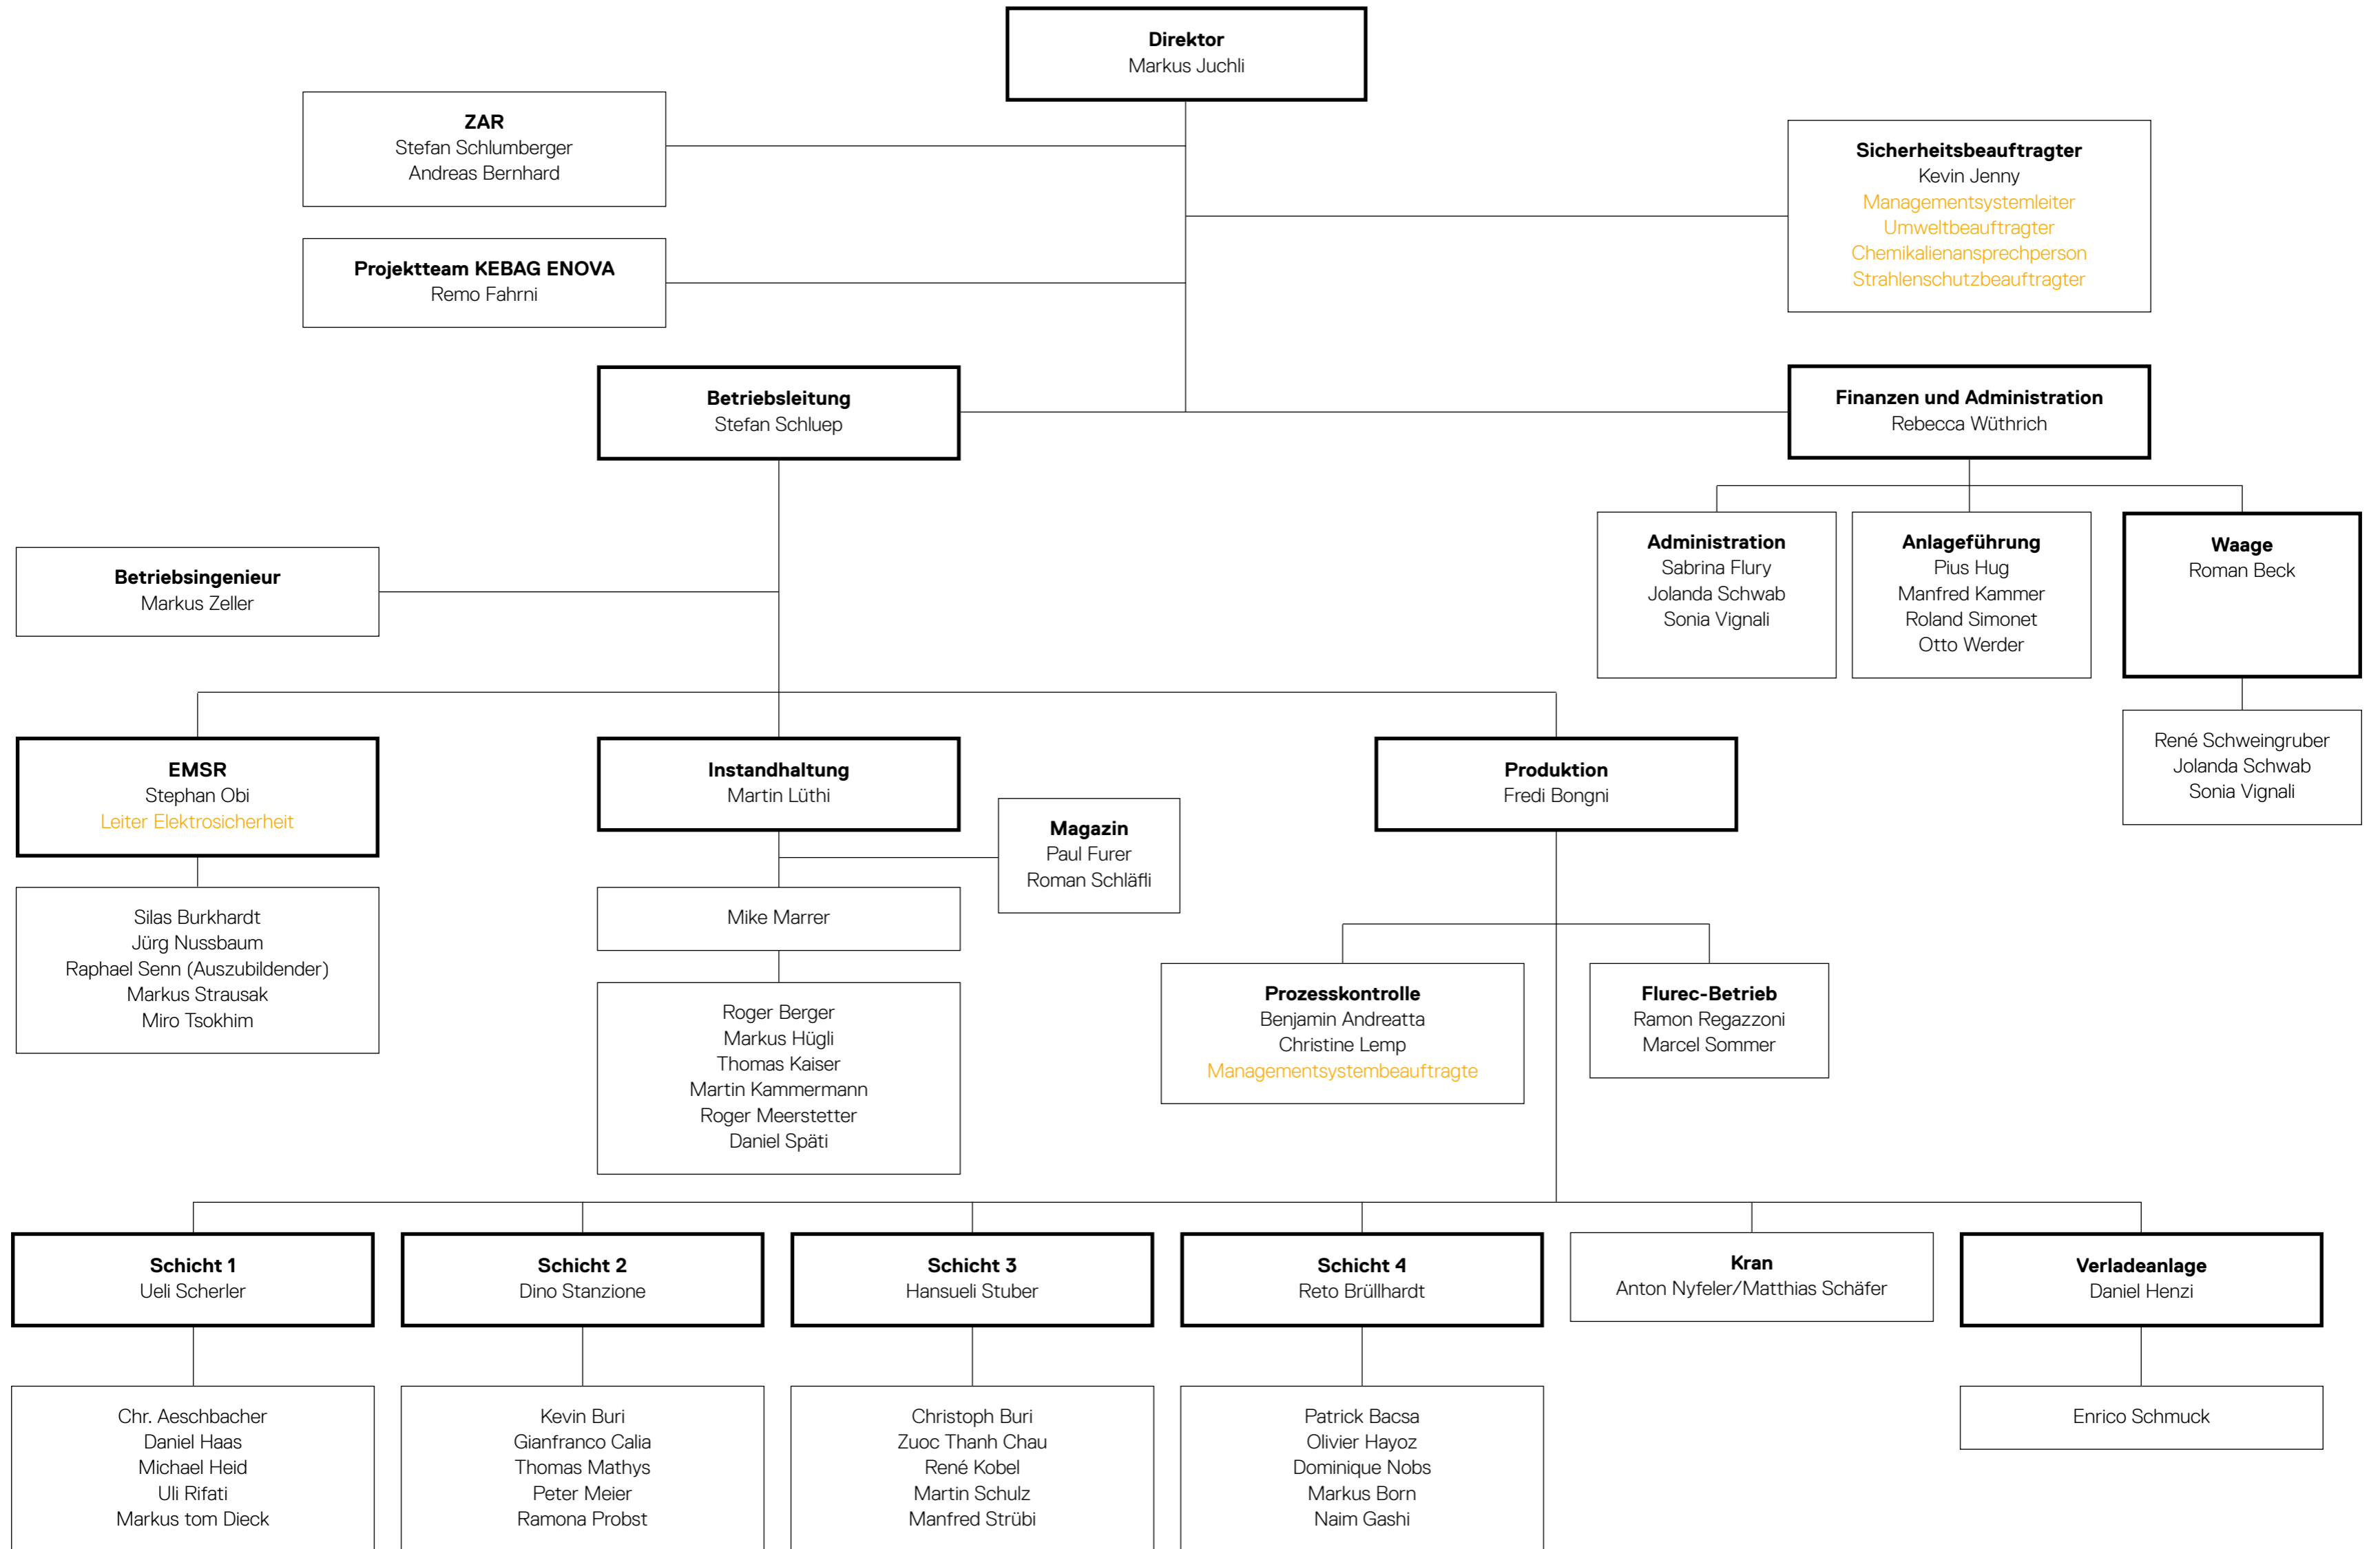 Direktor
Markus Juchli
ZAR
Stefan Schlumberger
Andreas Bernhard
Sicherheitsbeauftragter
Kevin Jenny
Managementsystemleiter
Umweltbeauftragter
Chemikalienansprechperson
Strahlenschutzbeauftragter
Projektteam KEBAG ENOVA
Remo Fahrni
Betriebsleitung
Stefan Schluep
Finanzen und Administration
Rebecca Wüthrich
Betriebsingenieur
Markus Zeller
Administration
Sabrina Flury
Jolanda Schwab
Sonia Vignali
Anlageführung
Pius Hug
Manfred Kammer
Roland Simonet
Otto Werder
Waage
Roman Beck
René Schweingruber
Jolanda Schwab
Sonia Vignali
EMSR
Stephan Obi
Leiter Elektrosicherheit
Silas Burkhardt
Jürg Nussbaum
Raphael Senn (Auszubildender)
Markus Strausak
Miro Tsokhim
Instandhaltung
Martin Lüthi
Magazin
Paul Furer
Roman Schläfli
Mike Marrer
Roger Berger
Markus Hügli
Thomas Kaiser
Martin Kammermann
Roger Meerstetter
Daniel Späti
Produktion
Fredi Bongni
Prozesskontrolle
Benjamin Andreatta
Christine Lemp
Managementsystembeauftragte
Flurec-Betrieb
Ramon Regazzoni
Marcel Sommer
Schicht 1
Ueli Scherler
Chr. Aeschbacher
Daniel Haas
Michael Heid
Uli Rifati
Markus tom Dieck
Schicht 2
Dino Stanzione
Kevin Buri
Gianfranco Calia
Thomas Mathys
Peter Meier
Ramona Probst
Schicht 3
Hansueli Stuber
Christoph Buri
Zuoc Thanh Chau
René Kobel
Martin Schulz
Manfred Strübi
Schicht 4
Reto Brüllhardt
Patrick Bacsa
Olivier Hayoz
Dominique Nobs
Markus Born
Naim Gashi
Kran
Anton Nyfeler/Matthias Schäfer
Verladeanlage
Daniel Henzi
Enrico Schmuck